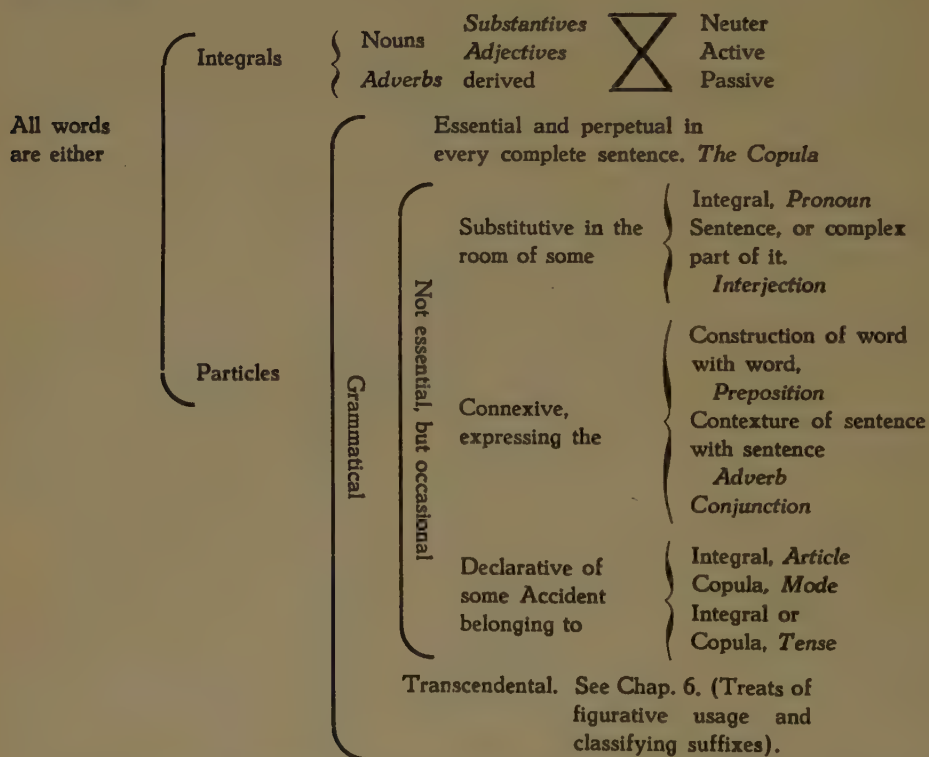 All words
are either
Integrals
Nouns
Substantives
Adjectives
Adverbs derived
Neuter
Active
Passive
Particles
Grammatical
Essential and perpetual in
every complete sentence. The Copula
Not essential, but occasional
Substitutive in the
room of some
Integral, Pronoun
Sentence, or complex
part of it.
Interjection
Connexive,
expressing the
Construction of word
with word,
Preposition
Contexture of sentence
with sentence
Adverb
Conjunction
Declarative of
some Accident
belonging to
Integral, Article
Copula, Mode
Integral or
Copula, Tense
Transcendental. See Chap. 6. (Treats of
figurative usage and
classifying suffixes).